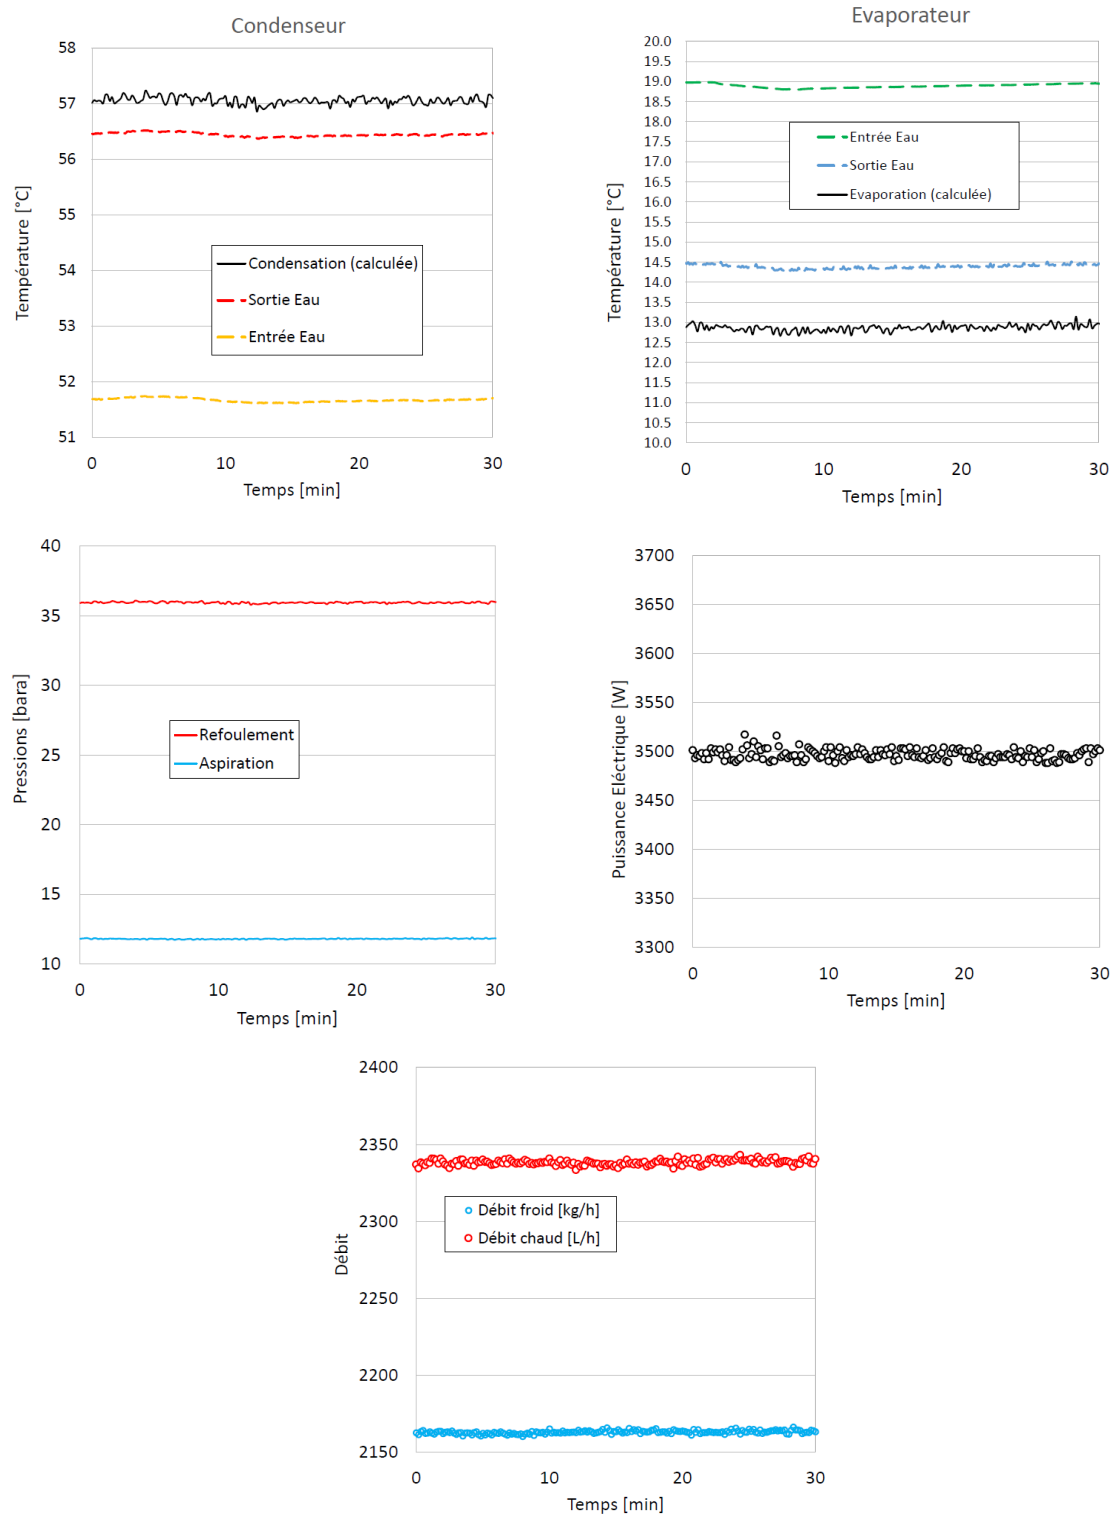 Condenseur
58
57
56
55
54
53
52
51
Température [°C]
Condensation (calculée)
Sortie Eau
Entrée Eau
0 10 20 30
Temps [min]
Evaporateur
20.0
19.5
19.0
18.5
18.0
17.5
17.0
16.5
16.0
15.5
15.0
14.5
14.0
13.5
13.0
12.5
12.0
11.5
11.0
10.5
10.0
Température [°C]
Entrée Eau
Sortie Eau
Evaporation (calculée)
0 10 20 30
Temps [min]
40
35
30
25
20
15
10
Pressions [bara]
Refoulement
Aspiration
0 10 20 30
Temps [min]
3700
3650
3600
3550
3500
3450
3400
3350
3300
Puissance Eléctrique [W]
0 10 20 30
Temps [min]
2400
2350
2300
2250
2200
2150
Débit
Débit froid [kg/h]
Débit chaud [L/h]
0 10 20 30
Temps [min]